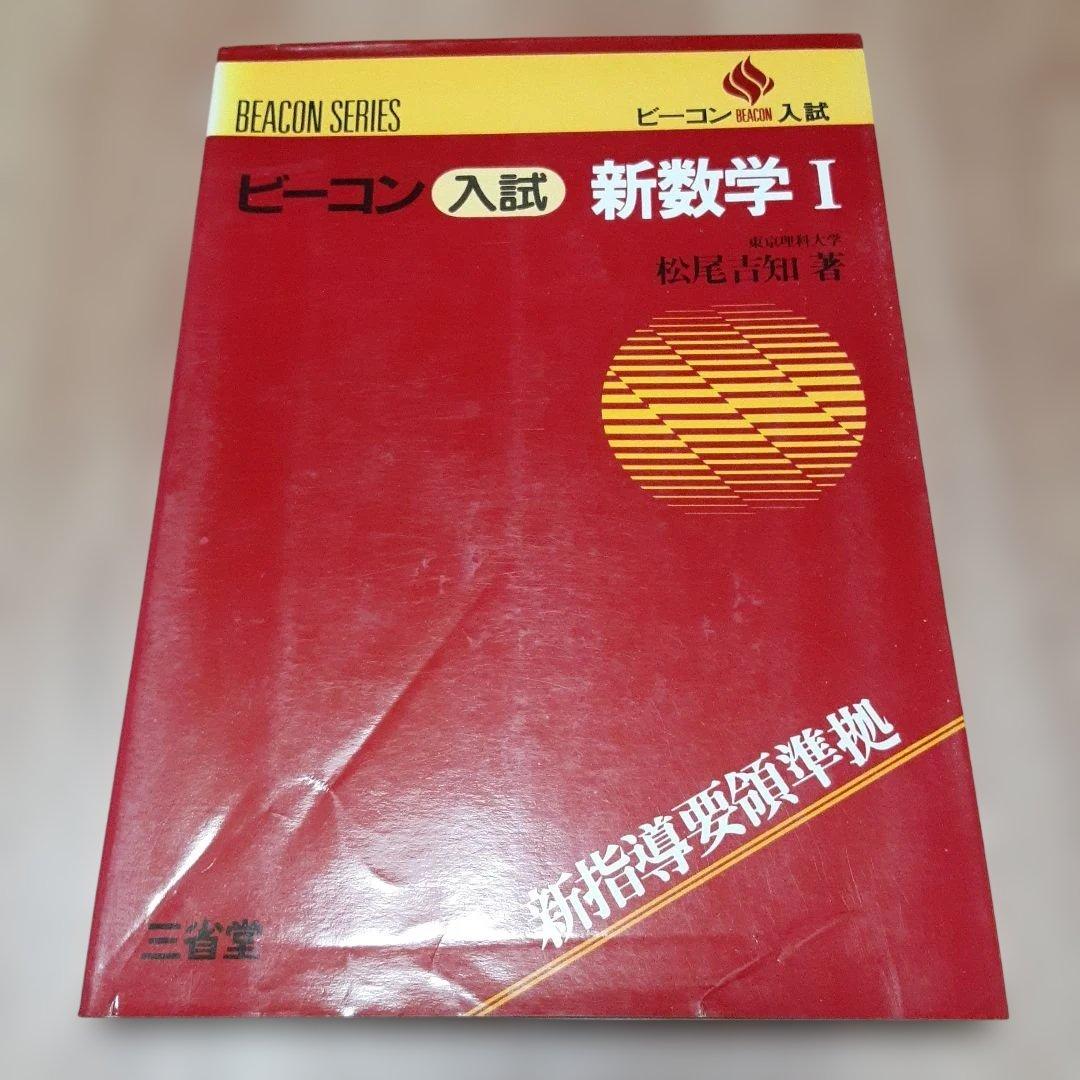 BEACON SERIES
ビーコン BEACON 入試
ビーコン 入試 新数学I
東京理科大学
松尾吉知 著
新指導要領準拠
三省堂